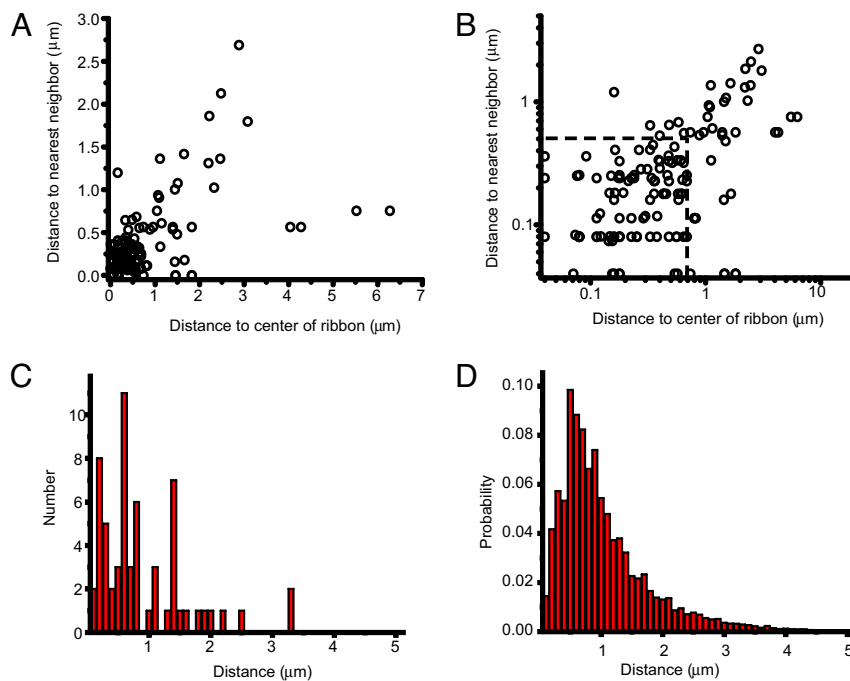 A
Distance to nearest neighbor (μm)
3.0
2.5
2.0
1.5
1.0
0.5
0.0
0 1 2 3 4 5 6 7
Distance to center of ribbon (μm)
B
Distance to nearest neighbor (μm)
1
0.1
0.1 1 10
Distance to center of ribbon (μm)
C
Number
10
8
6
4
2
0
1 2 3 4 5
Distance (μm)
D
Probability
0.10
0.08
0.06
0.04
0.02
0.00
1 2 3 4 5
Distance (μm)